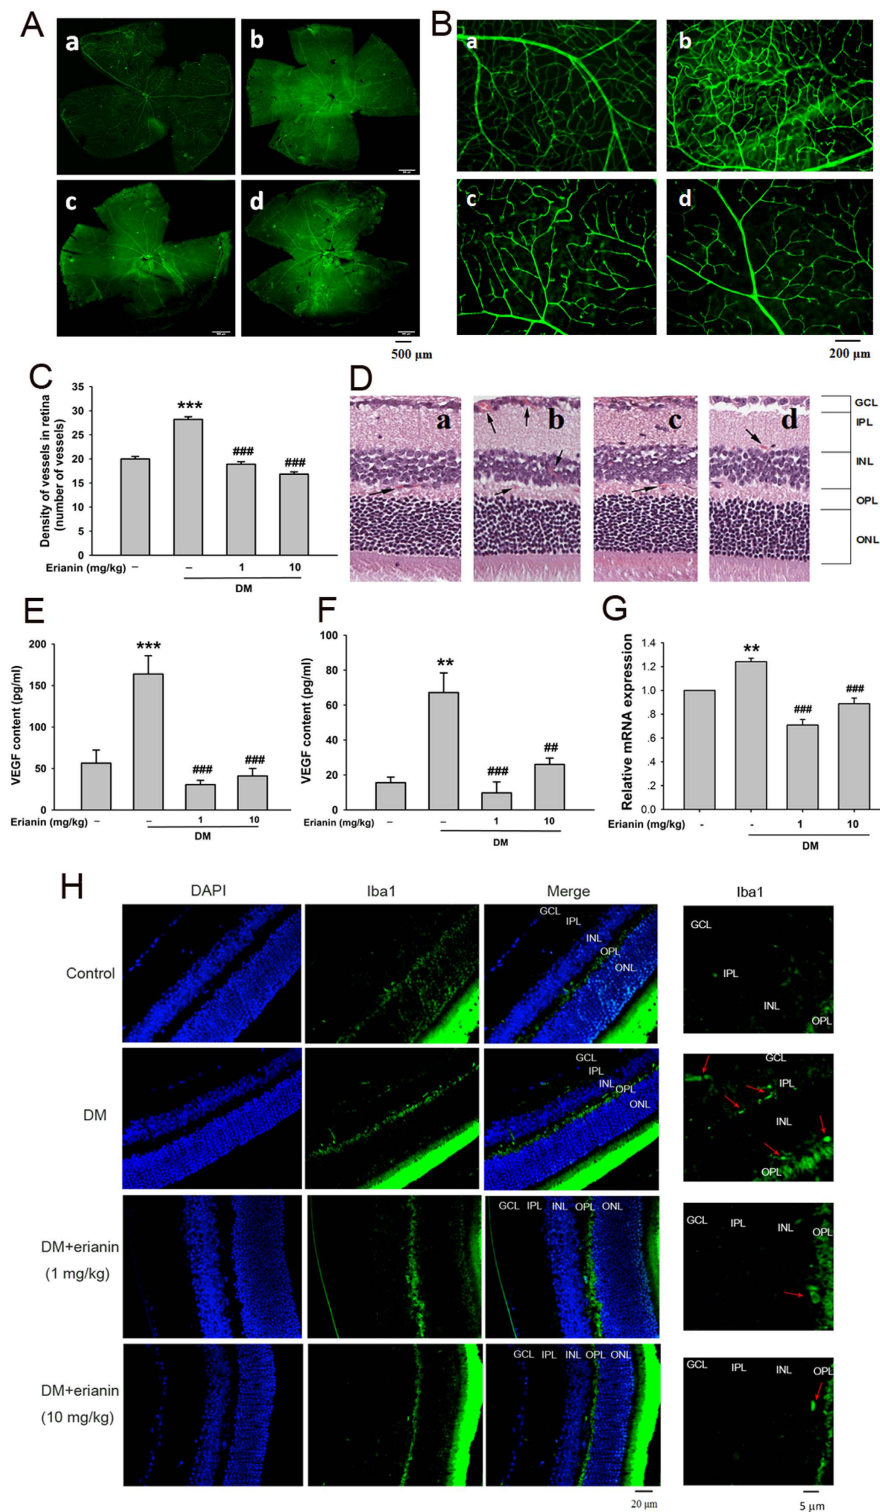 A
a
b
c
d
500 µm
B
a
b
c
d
200 µm
C
Density of vessels in retina
(number of vessels)
35
30
25
20
15
10
5
0
***
###
###
Erianin (mg/kg)
–
–
1
10
DM
D
a
b
c
d
GCL
IPL
INL
OPL
ONL
E
VEGF content (pg/ml)
200
150
100
50
0
***
###
###
Erianin (mg/kg)
–
–
1
10
DM
F
VEGF content (pg/ml)
100
80
60
40
20
0
**
###
##
Erianin (mg/kg)
–
–
1
10
DM
G
Relative mRNA expression
1.4
1.2
1.0
.8
.6
.4
.2
0.0
**
###
###
Erianin(mg/kg)
-
-
1
10
DM
H
DAPI
Iba1
Merge
Iba1
Control
GCL
IPL
INL
OPL
ONL
GCL
IPL
INL
OPL
DM
GCL
IPL
INL
OPL
ONL
GCL
IPL
INL
OPL
DM+erianin
(1 mg/kg)
GCL IPL INL OPL ONL
GCL IPL INL OPL
DM+erianin
(10 mg/kg)
GCL IPL INL OPL ONL
GCL IPL INL OPL
20 µm
5 µm